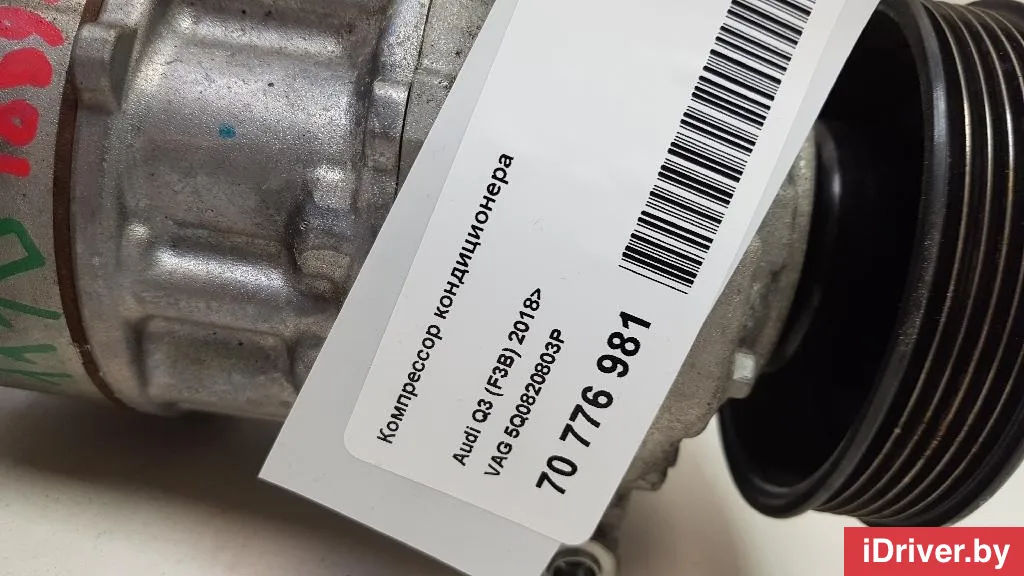 Компрессор кондиционера
Audi Q3 (F3B) 2018>
VAG 5Q0820803P
70 776 981
iDriver.by